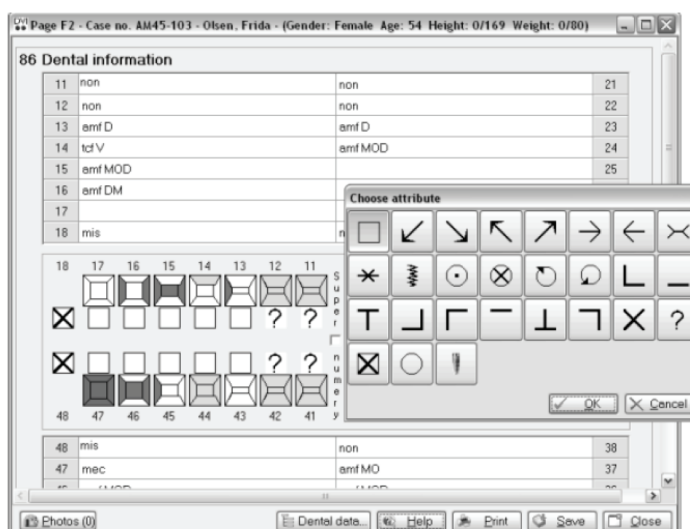 DVI Page F2 - Case no. AM45-103 - Olsen, Frida - (Gender: Female Age: 54 Height: 0/169 Weight: 0/80)
86 Dental information
11 non non 21
12 non non 22
13 amf D amf D 23
14 tcf V amf MOD 24
15 amf MOD 25
16 amf DM
17
18 mis
Choose attribute
T X ?
OK Cancel
18 17 16 15 14 13 12 11
? ?
? ?
Super
numery
48 47 46 45 44 43 42 41
48 mis non 38
47 mec amf MO 37
Photos (0) Dental data... Help Print Save Close